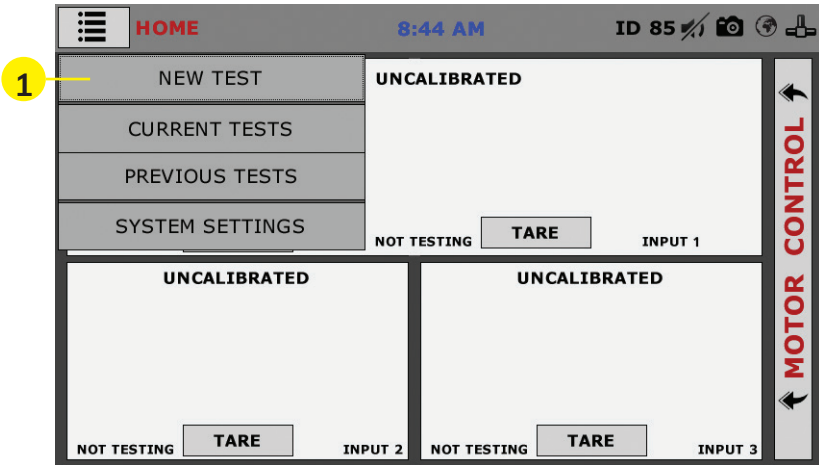 HOME 8:44 AM ID 85
1
NEW TEST
CURRENT TESTS
PREVIOUS TESTS
SYSTEM SETTINGS
UNCALIBRATED
NOT TESTING TARE INPUT 1
UNCALIBRATED
NOT TESTING TARE INPUT 2
UNCALIBRATED
NOT TESTING TARE INPUT 3
MOTOR CONTROL